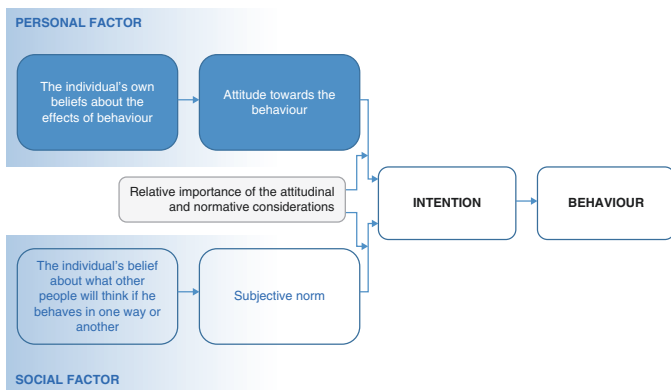 PERSONAL FACTOR
The individual's own
beliefs about the
effects of behaviour
Attitude towards the
behaviour
Relative importance of the attitudinal
and normative considerations
INTENTION
BEHAVIOUR
The individual's belief
about what other
people will think if he
behaves in one way or
another
Subjective norm
SOCIAL FACTOR